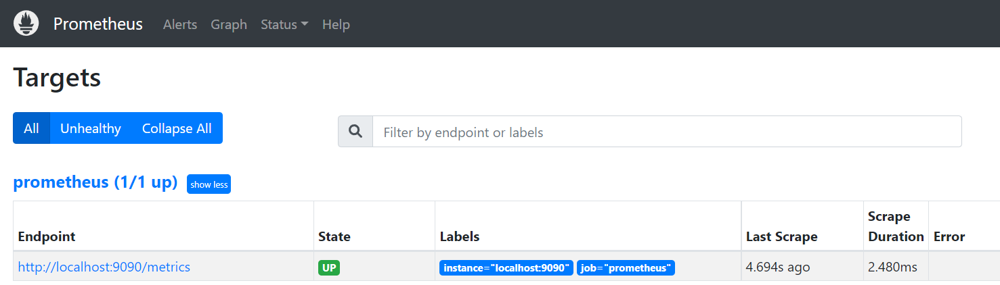 Prometheus Alerts Graph Status Help
Targets
All Unhealthy Collapse All
Filter by endpoint or labels
prometheus (1/1 up) show less
Endpoint State Labels Last Scrape Scrape Duration Error
http://localhost:9090/metrics UP instance="localhost:9090" job="prometheus" 4.694s ago 2.480ms